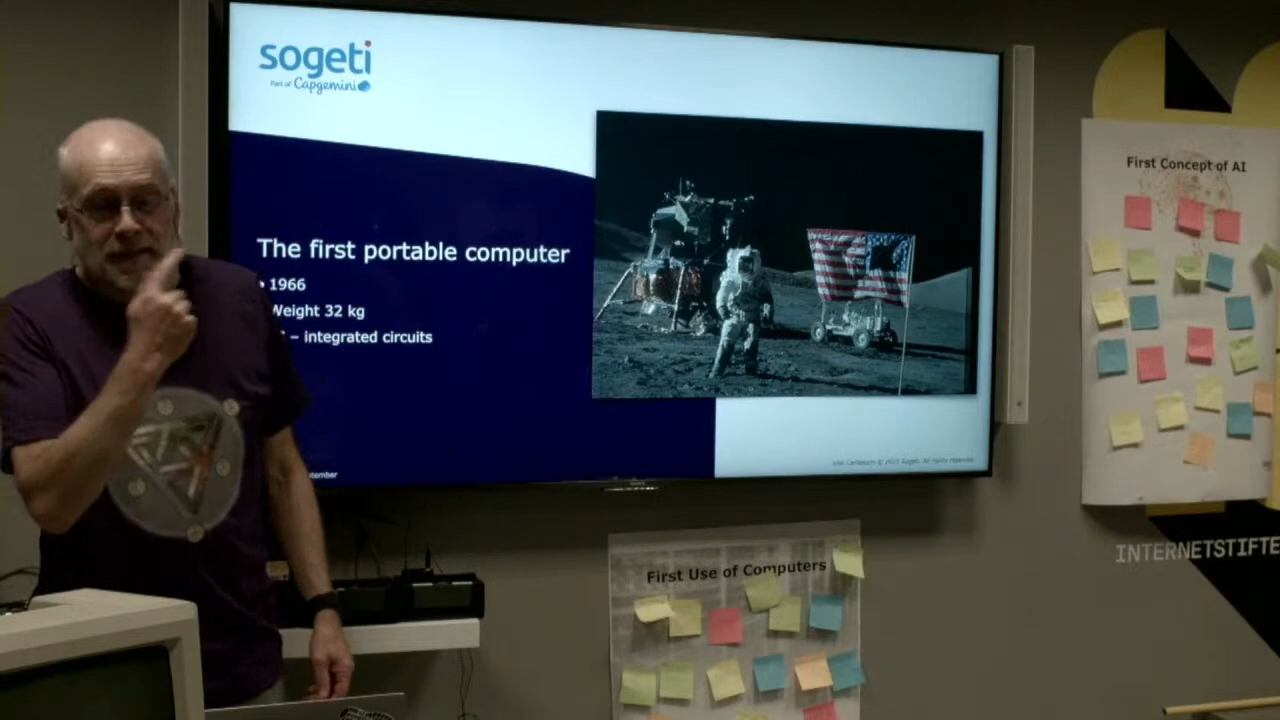 sogeti
Part of Capgemini
The first portable computer
1966
Weight 32 kg
– integrated circuits
First Concept of AI
First Use of Computers
INTERNETSTIFTE